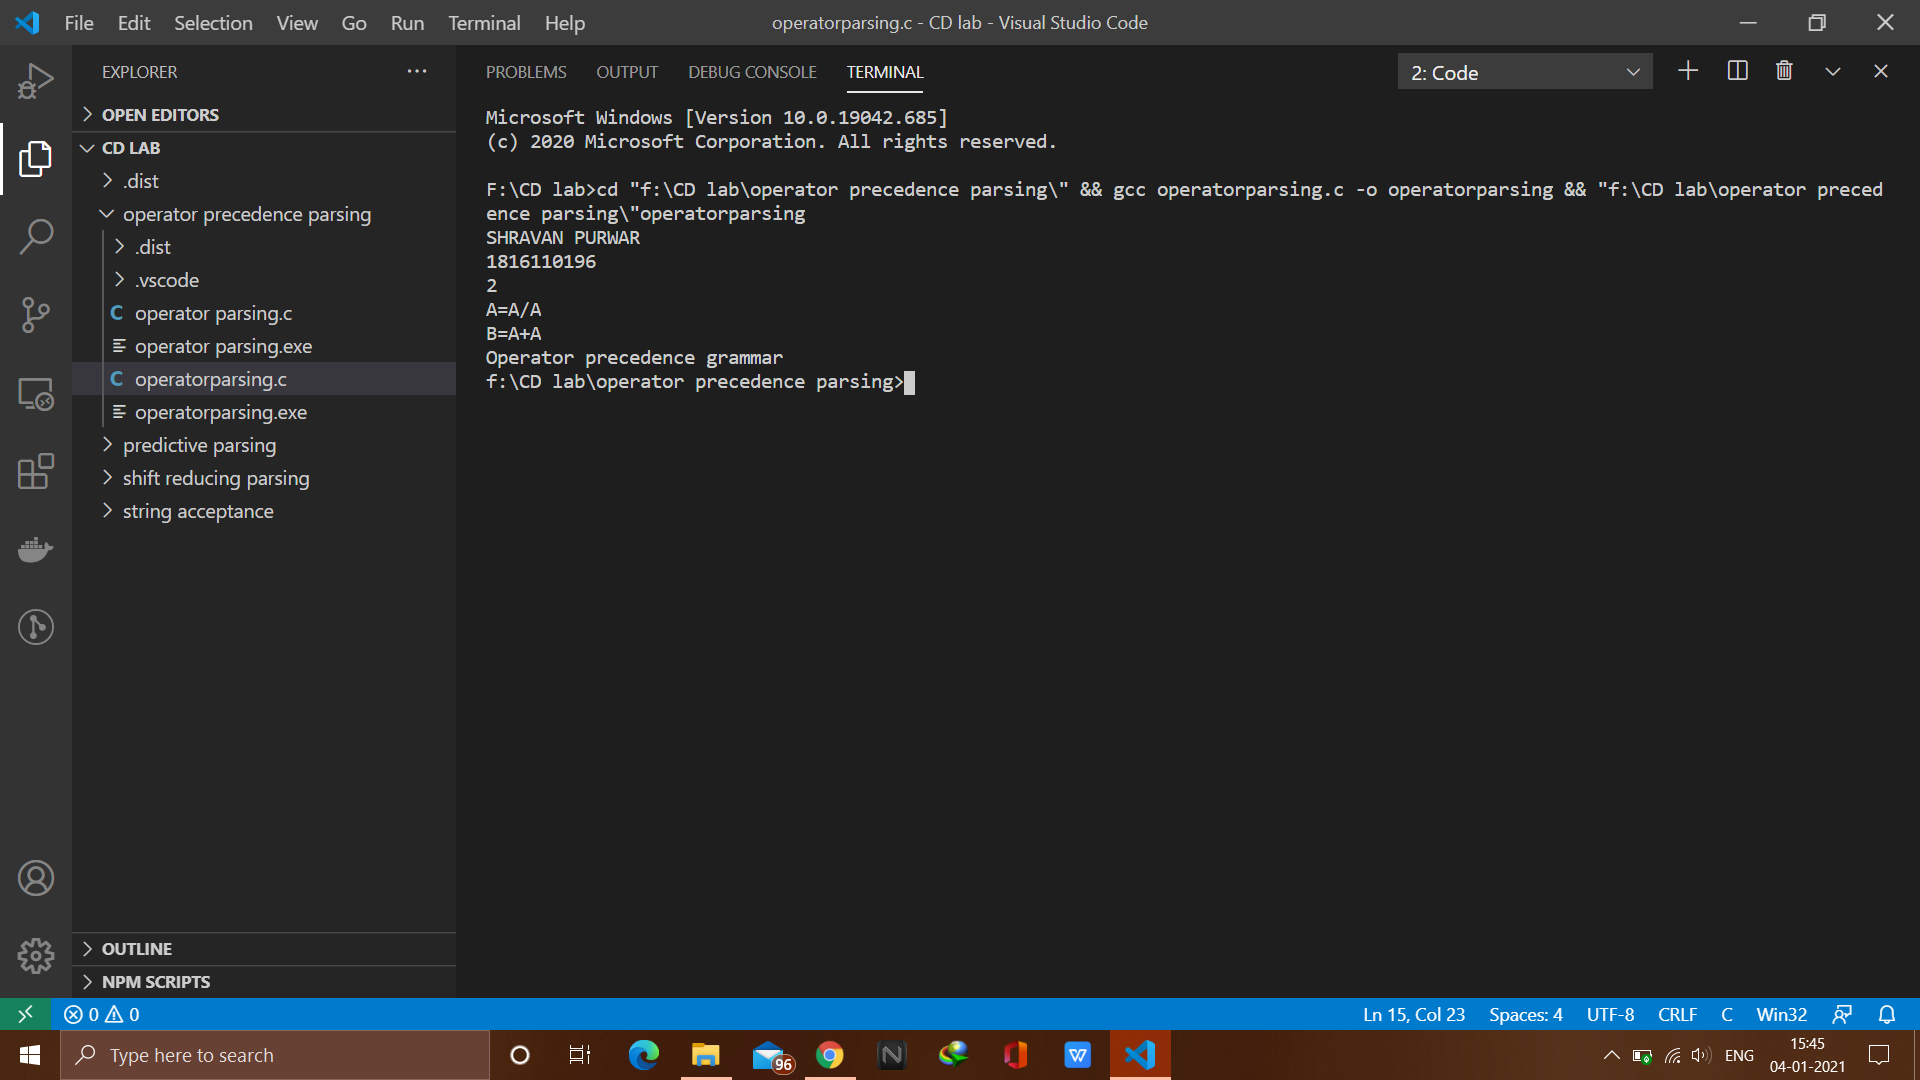 File Edit Selection View Go Run Terminal Help
operatorparsing.c - CD lab - Visual Studio Code
EXPLORER
OPEN EDITORS
CD LAB
.dist
operator precedence parsing
.dist
.vscode
C operator parsing.c
operator parsing.exe
C operatorparsing.c
operatorparsing.exe
predictive parsing
shift reducing parsing
string acceptance
OUTLINE
NPM SCRIPTS
PROBLEMS OUTPUT DEBUG CONSOLE TERMINAL
2: Code
Microsoft Windows [Version 10.0.19042.685]
(c) 2020 Microsoft Corporation. All rights reserved.
F:\CD lab>cd "f:\CD lab\operator precedence parsing\" && gcc operatorparsing.c -o operatorparsing && "f:\CD lab\operator preced
ence parsing\"operatorparsing
SHRAVAN PURWAR
1816110196
2
A=A/A
B=A+A
Operator precedence grammar
f:\CD lab\operator precedence parsing>
0 0
Ln 15, Col 23 Spaces: 4 UTF-8 CRLF C Win32
Type here to search
96
N
W
ENG
15:45
04-01-2021